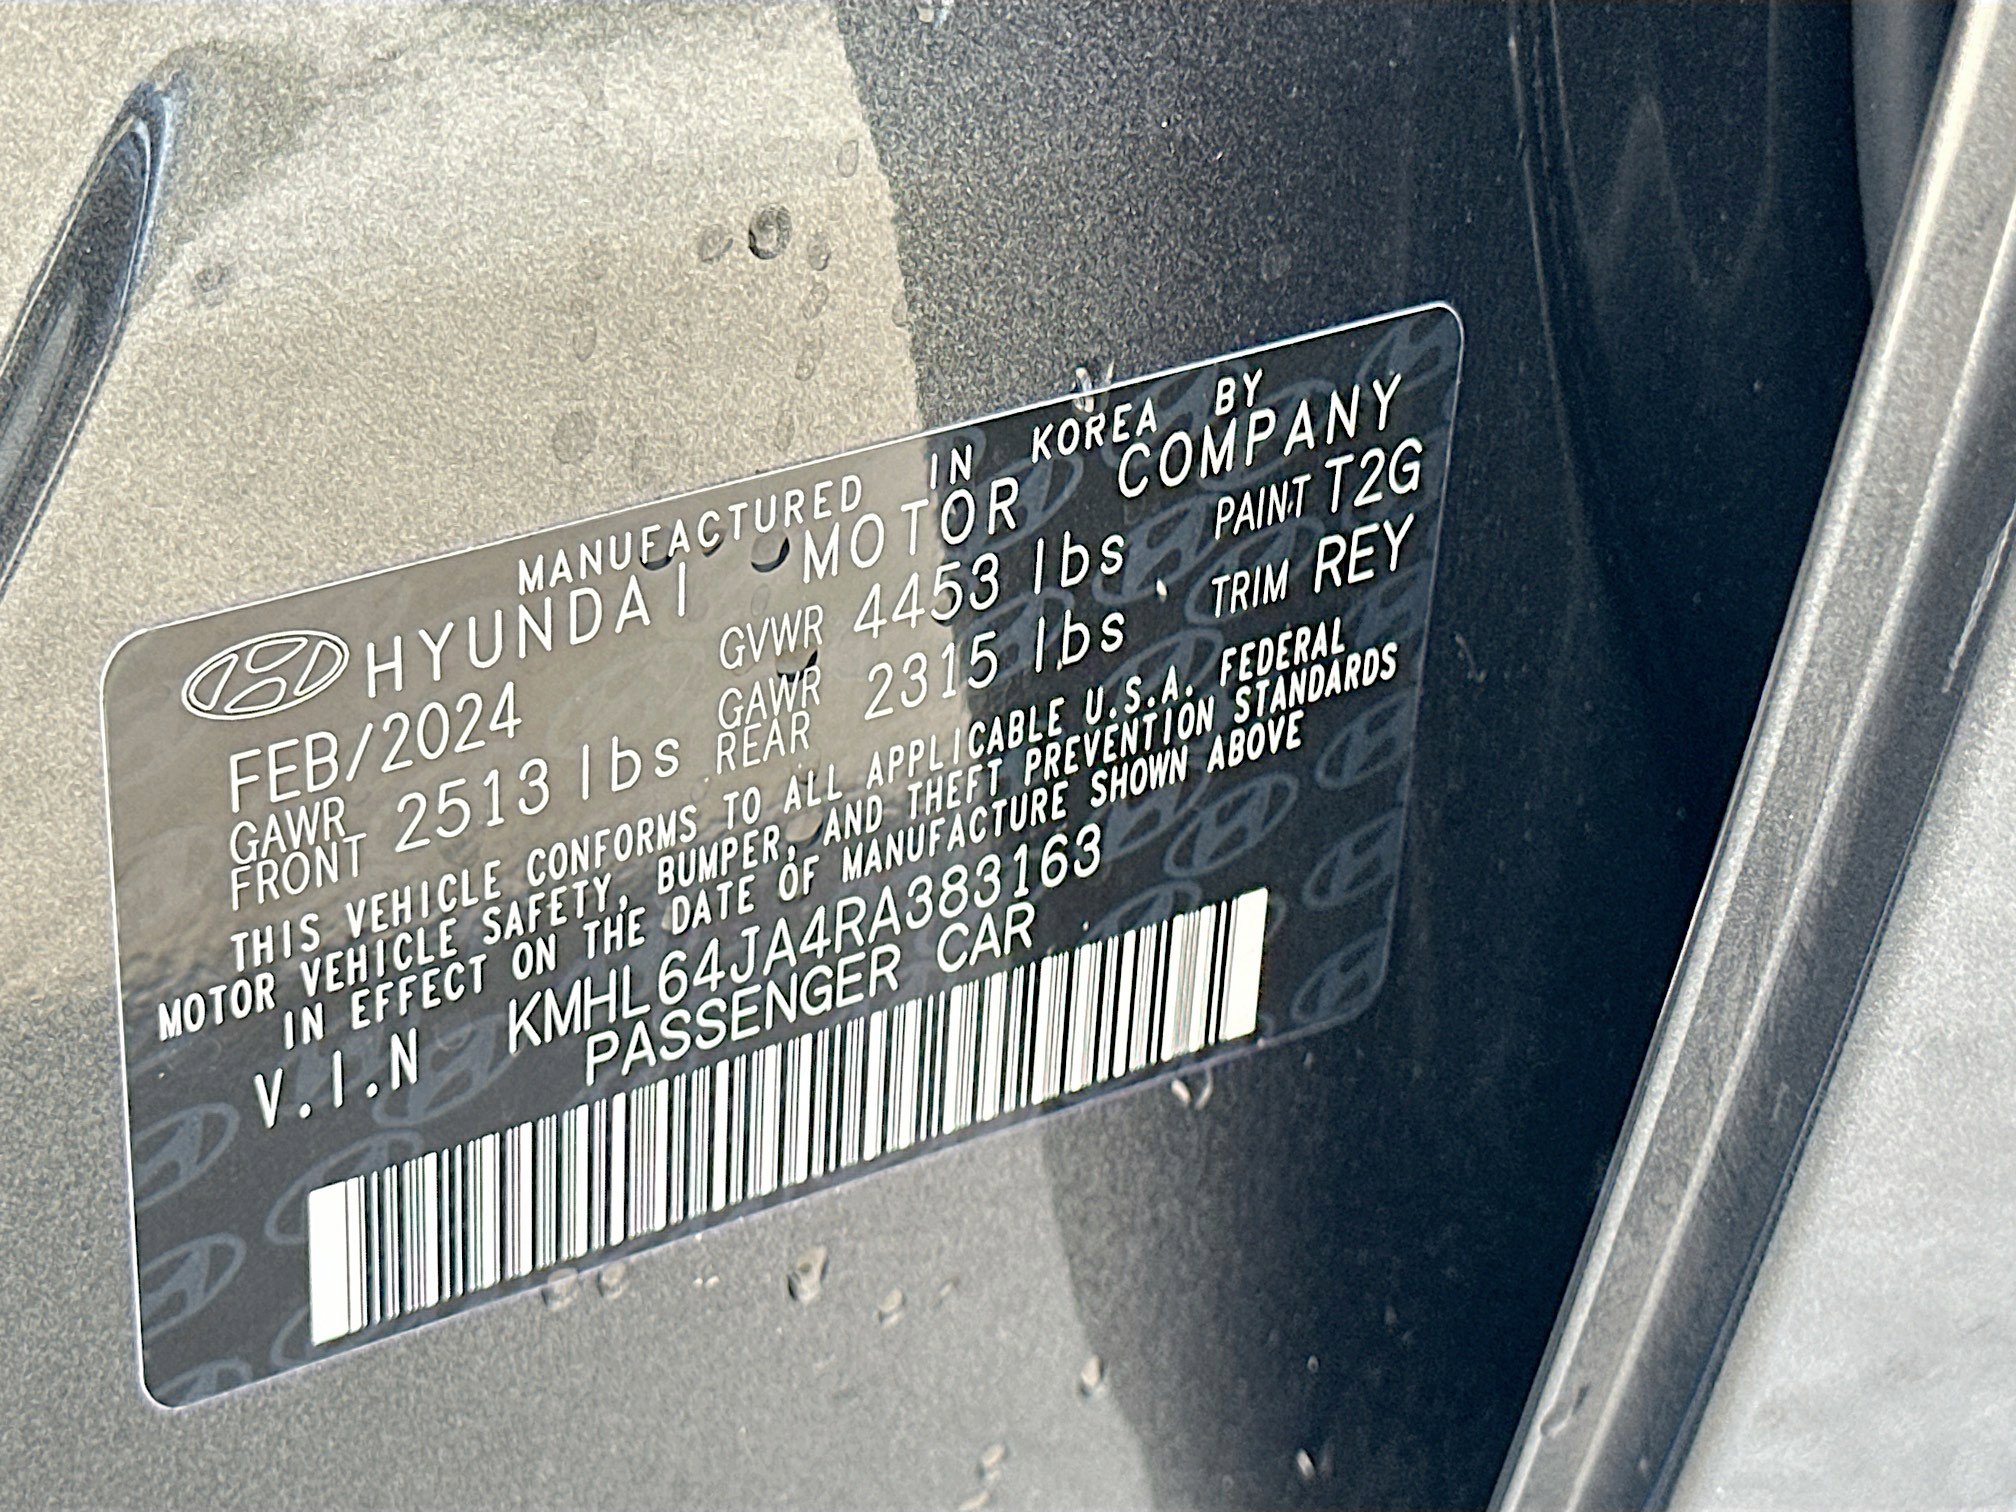 MANUFACTURED IN KOREA BY
HYUNDAI MOTOR COMPANY
FEB/2024 GVWR 4453 lbs PAINT T2G
GAWR FRONT 2513 lbs GAWR REAR 2315 lbs TRIM REY
THIS VEHICLE CONFORMS TO ALL APPLICABLE U.S.A. FEDERAL
MOTOR VEHICLE SAFETY, BUMPER, AND THEFT PREVENTION STANDARDS
IN EFFECT ON THE DATE OF MANUFACTURE SHOWN ABOVE
V.I.N KMHL64JA4RA383163
PASSENGER CAR